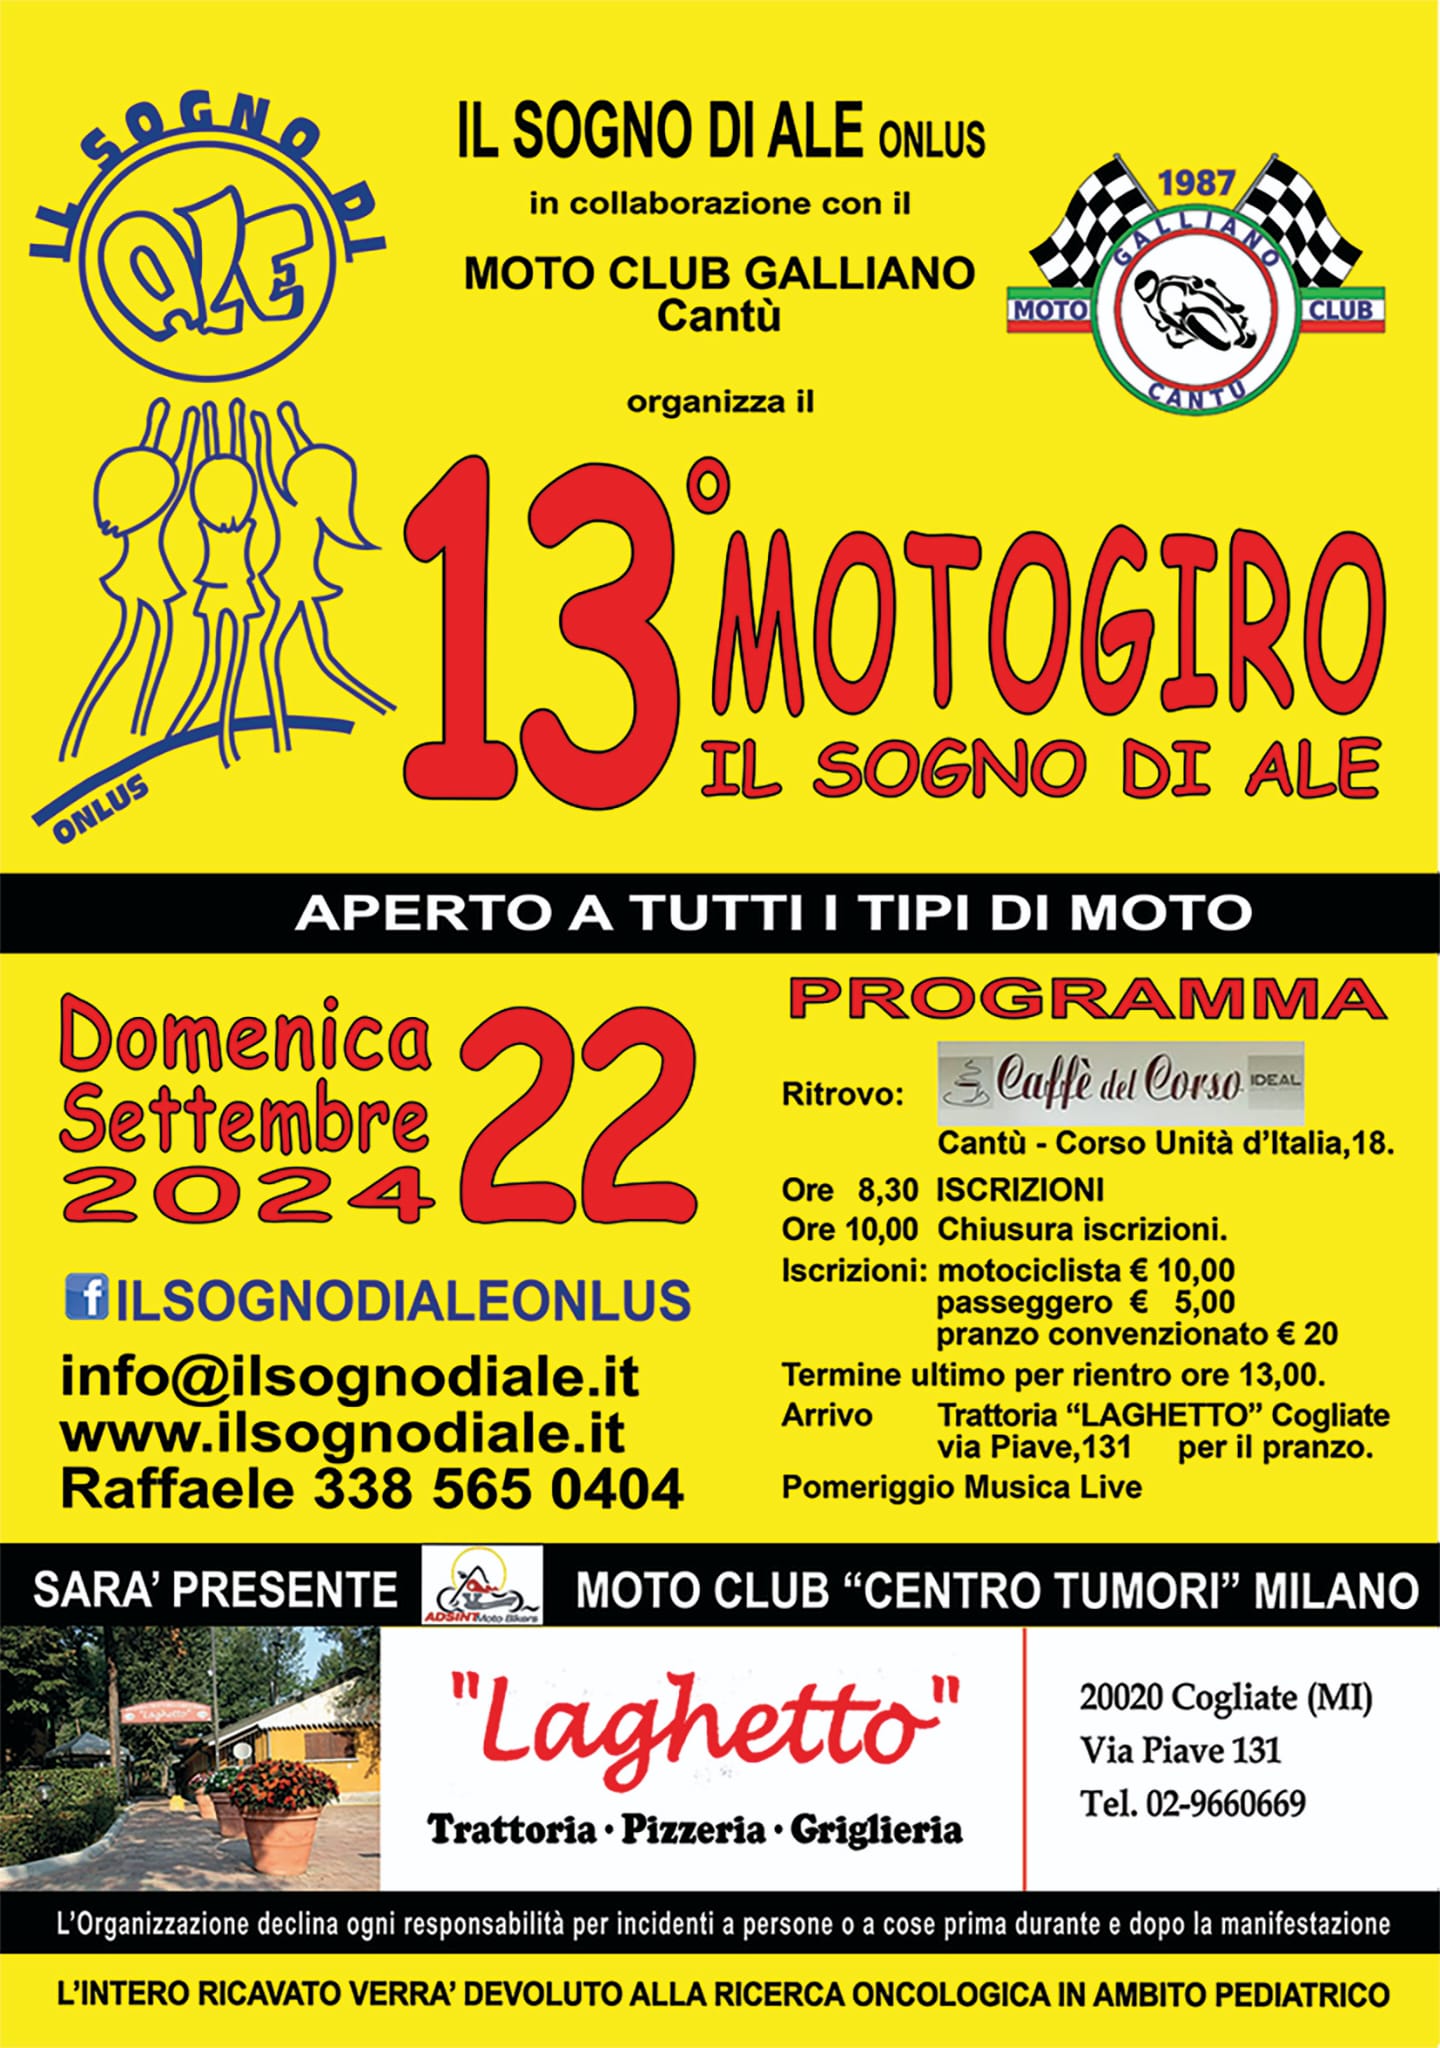 IL SOGNO DI
ALE
ONLUS
IL SOGNO DI ALE ONLUS
in collaborazione con il
MOTO CLUB GALLIANO
Cantù
organizza il
1987
GALLIANO
MOTO CLUB
CANTU
13° MOTOGIRO
IL SOGNO DI ALE
APERTO A TUTTI I TIPI DI MOTO
Domenica 22
Settembre
2024
f ILSOGNODIALEONLUS
info@ilsognodiale.it
www.ilsognodiale.it
Raffaele 338 565 0404
PROGRAMMA
Ritrovo: Caffè del Corso IDEAL
Cantù - Corso Unità d'Italia,18.
Ore 8,30 ISCRIZIONI
Ore 10,00 Chiusura iscrizioni.
Iscrizioni: motociclista € 10,00
passeggero € 5,00
pranzo convenzionato € 20
Termine ultimo per rientro ore 13,00.
Arrivo Trattoria “LAGHETTO” Cogliate
via Piave,131 per il pranzo.
Pomeriggio Musica Live
SARA’ PRESENTE ADSINT Moto Bikers MOTO CLUB “CENTRO TUMORI” MILANO
"Laghetto"
"Laghetto"
Trattoria · Pizzeria · Griglieria
20020 Cogliate (MI)
Via Piave 131
Tel. 02-9660669
L’Organizzazione declina ogni responsabilità per incidenti a persone o a cose prima durante e dopo la manifestazione
L’INTERO RICAVATO VERRA’ DEVOLUTO ALLA RICERCA ONCOLOGICA IN AMBITO PEDIATRICO